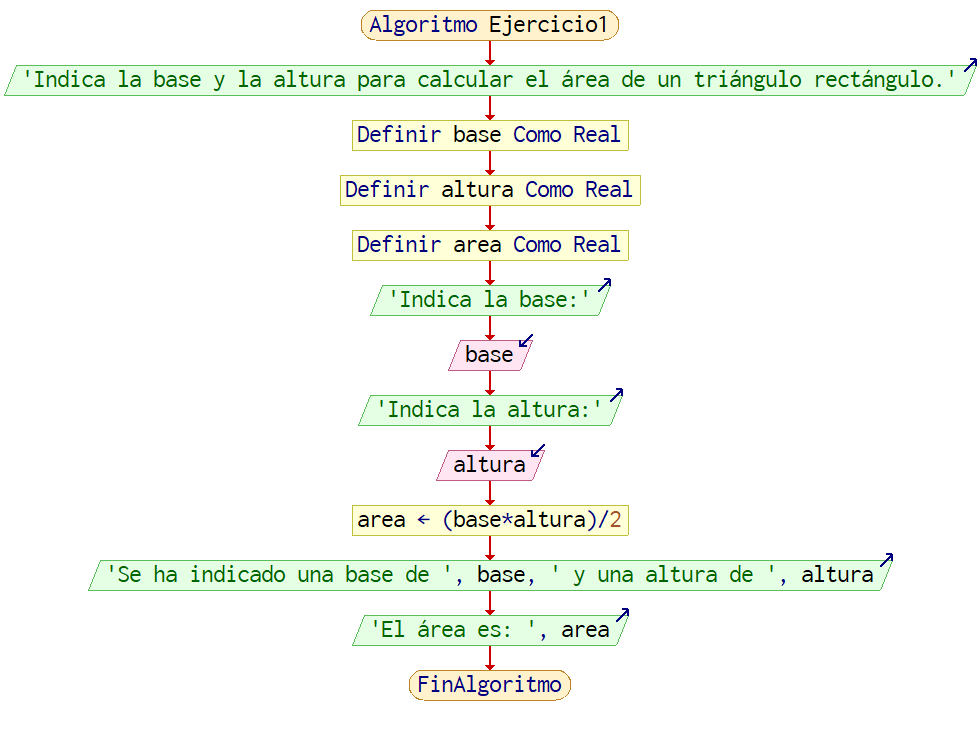 Algoritmo Ejercicio1
'Indica la base y la altura para calcular el área de un triángulo rectángulo.'
Definir base Como Real
Definir altura Como Real
Definir area Como Real
'Indica la base:'
base
'Indica la altura:'
altura
area ← (base*altura)/2
'Se ha indicado una base de ', base, ' y una altura de ', altura
'El área es: ', area
FinAlgoritmo